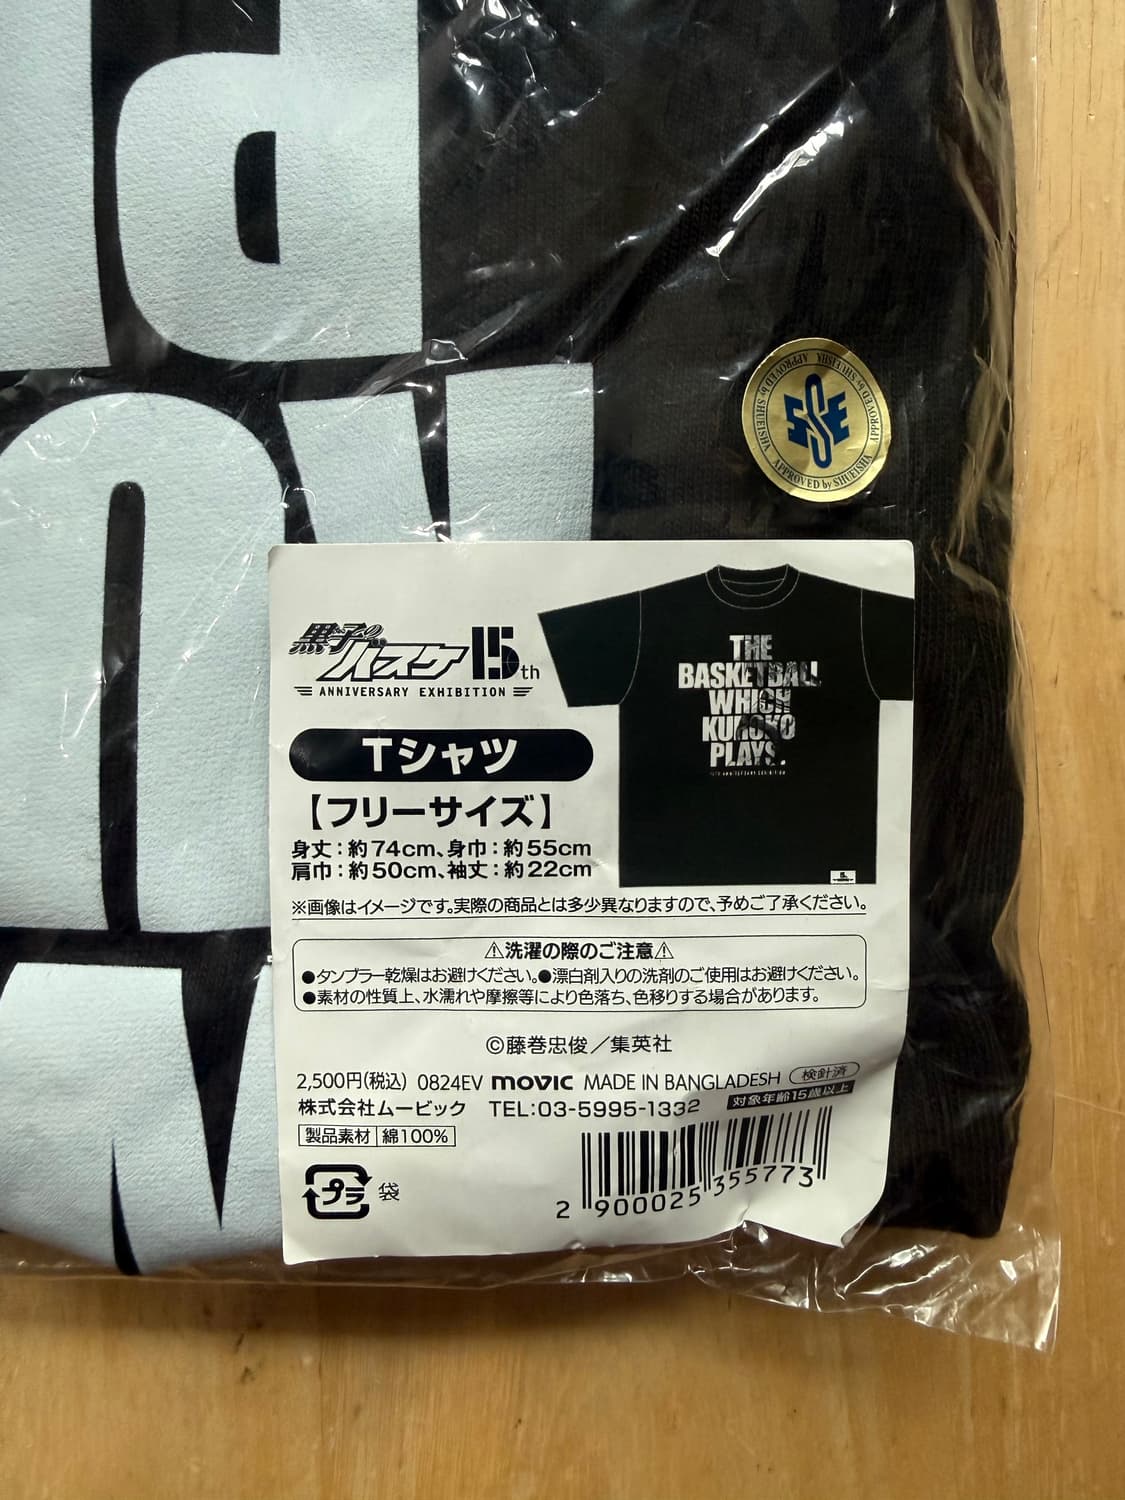 APPROVED by SHUEISHA APPROVED by SHUEISHA APPROVED by SHUEISHA
SSE
黒子のバスケ 15th
ANNIVERSARY EXHIBITION
THE
BASKETBALL
WHICH
KUROKO
PLAYS.
15TH ANNIVERSARY EXHIBITION
Tシャツ
【フリーサイズ】
身丈:約74cm、身巾:約55cm
肩巾:約50cm、袖丈:約22cm
※画像はイメージです。実際の商品とは多少異なりますので、予めご了承ください。
⚠洗濯の際のご注意⚠
●タンブラー乾燥はお避けください。●漂白剤入りの洗剤のご使用はお避けください。
●素材の性質上、水濡れや摩擦等により色落ち、色移りする場合があります。
©藤巻忠俊/集英社
2,500円(税込) 0824EV movic MADE IN BANGLADESH 検針済
株式会社ムービック TEL:03-5995-1332 対象年齢15歳以上
製品素材 綿100%
プラ 袋
2 900025 355773